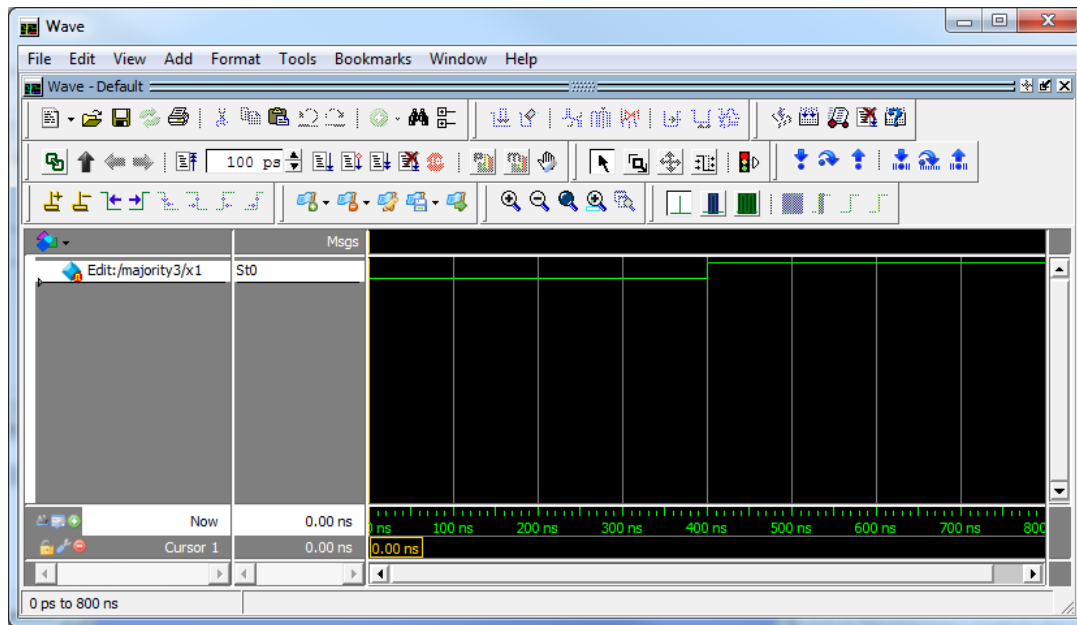 Wave
File Edit View Add Format Tools Bookmarks Window Help
Wave - Default
100 ps
Msgs
Edit:/majority3/x1 St0
Now 0.00 ns
ns 100 ns 200 ns 300 ns 400 ns 500 ns 600 ns 700 ns 800
Cursor 1 0.00 ns 0.00 ns
0 ps to 800 ns